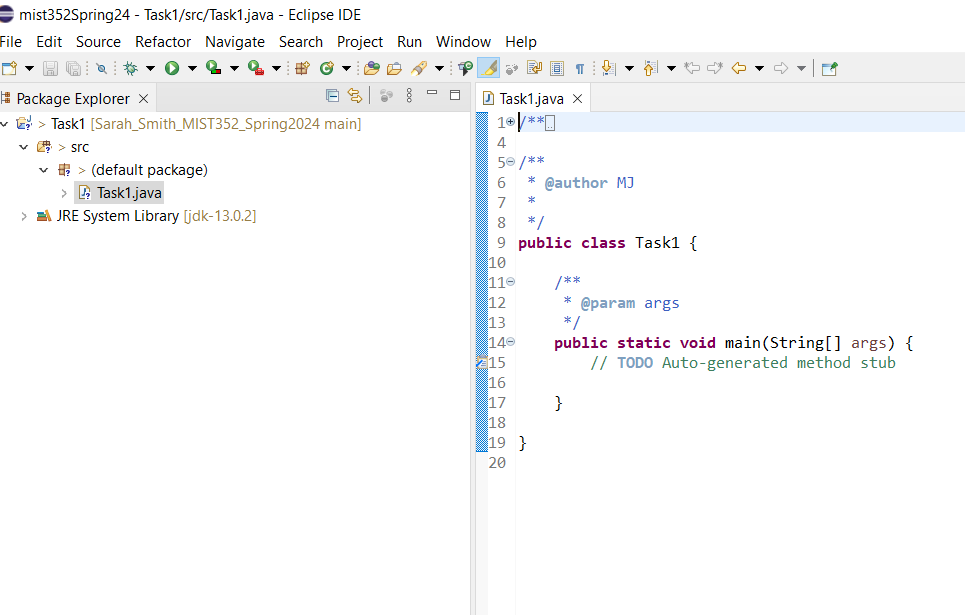 mist352Spring24 - Task1/src/Task1.java - Eclipse IDE
File Edit Source Refactor Navigate Search Project Run Window Help
Package Explorer
> Task1 [Sarah_Smith_MIST352_Spring2024 main]
> src
> (default package)
Task1.java
JRE System Library [jdk-13.0.2]
Task1.java
1 /**
4
5 /**
6 * @author MJ
7 *
8 */
9 public class Task1 {
10
11 /**
12 * @param args
13 */
14 public static void main(String[] args) {
15 // TODO Auto-generated method stub
16
17 }
18
19 }
20